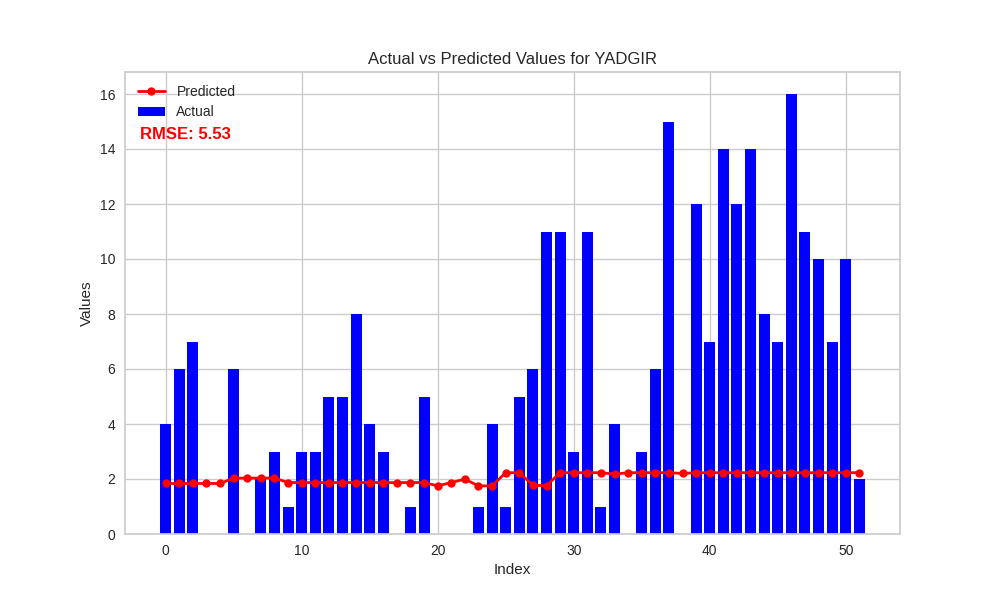 Actual vs Predicted Values for YADGIR
Predicted
Actual
RMSE: 5.53
Values
16
14
12
10
8
6
4
2
0
0 10 20 30 40 50
Index